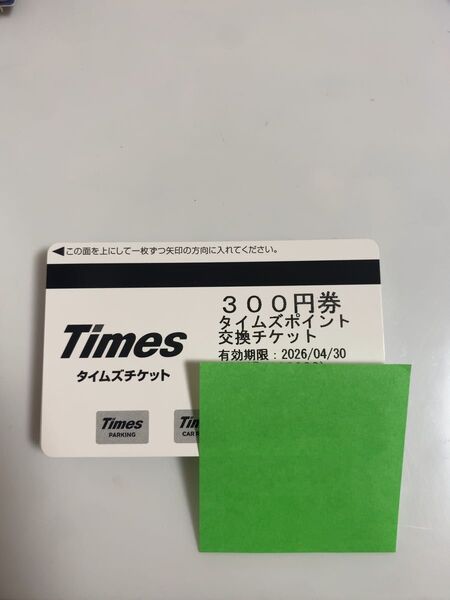 ◀この面を上にして一枚ずつ矢印の方向に入れてください。
３００円券
タイムズポイント
交換チケット
有効期限：2026/04/30
Times
タイムズチケット
Times
PARKING
Times
CAR